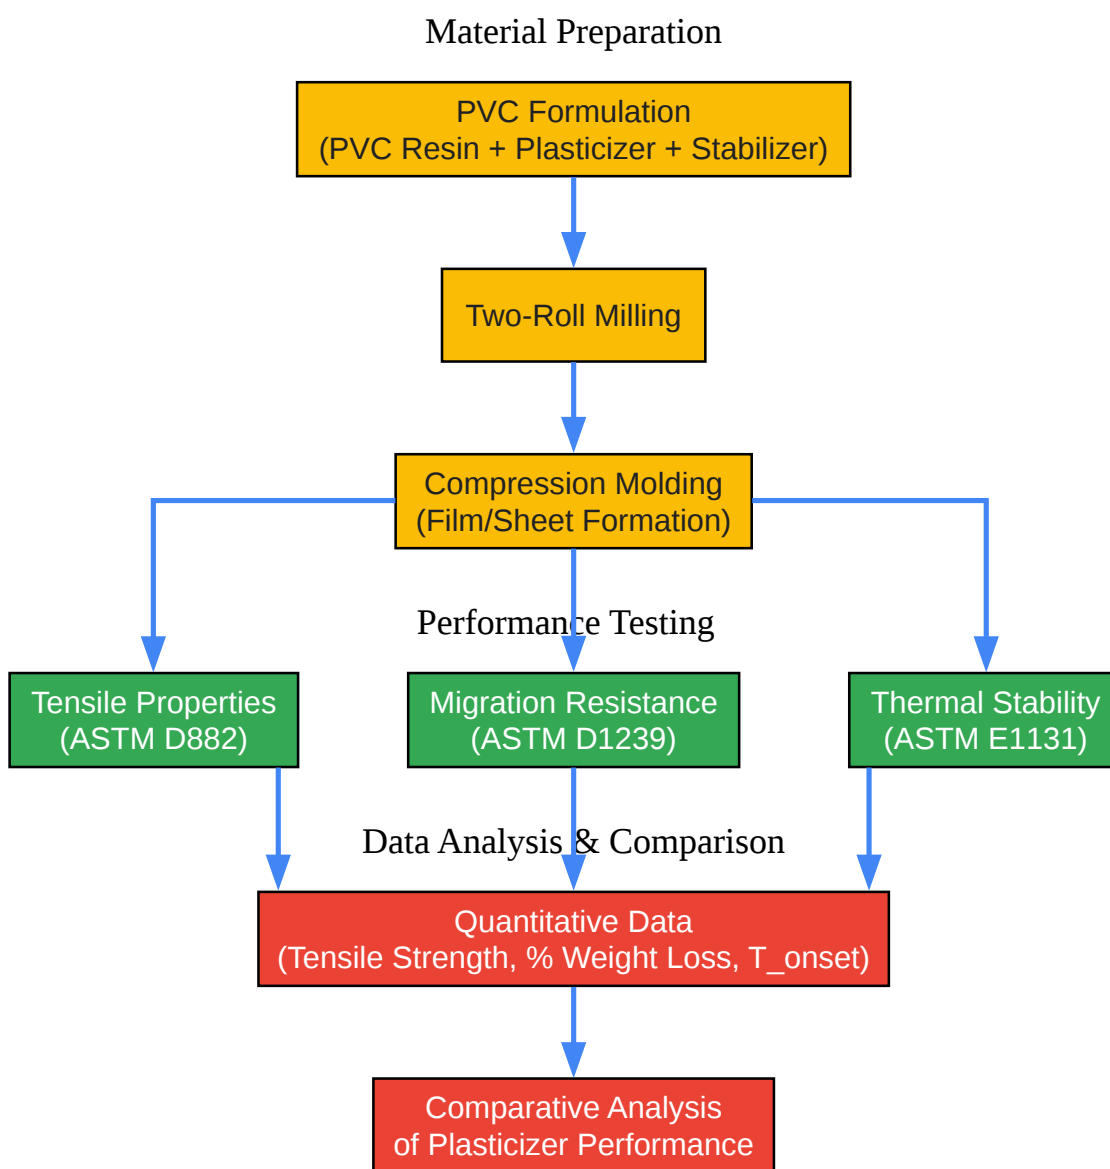 Material Preparation
PVC Formulation
(PVC Resin + Plasticizer + Stabilizer)
Two-Roll Milling
Compression Molding
(Film/Sheet Formation)
Performance Testing
Tensile Properties
(ASTM D882)
Migration Resistance
(ASTM D1239)
Thermal Stability
(ASTM E1131)
Data Analysis & Comparison
Quantitative Data
(Tensile Strength, % Weight Loss, T_onset)
Comparative Analysis
of Plasticizer Performance